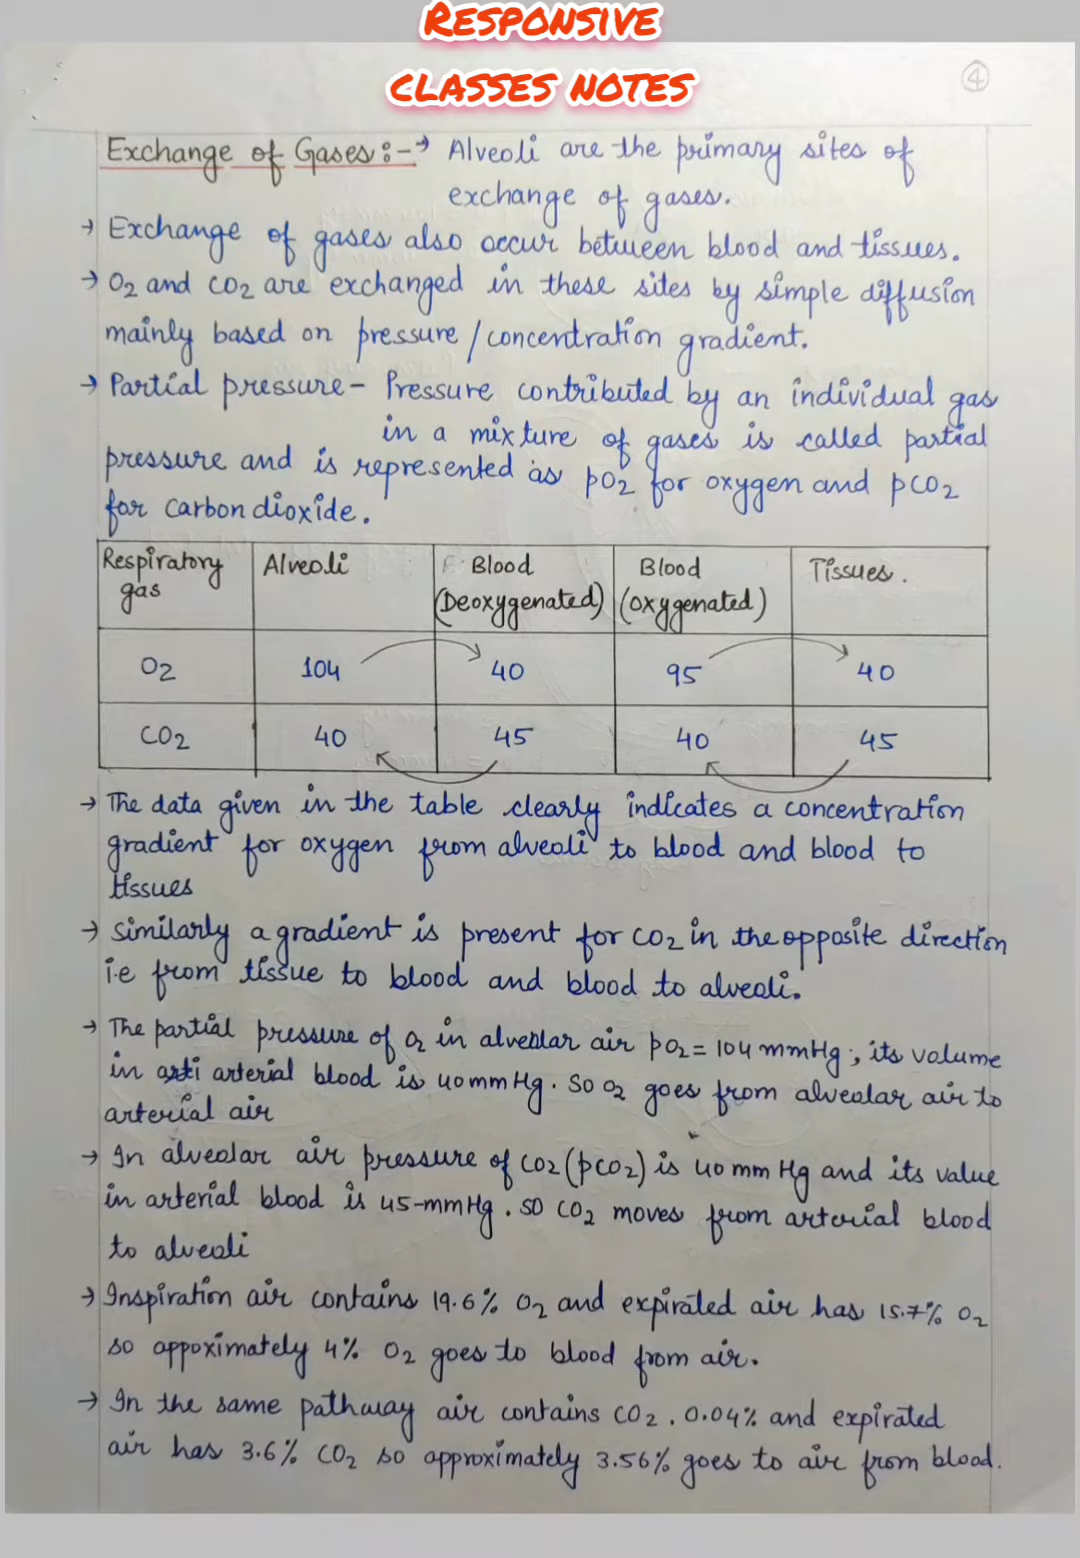 RESPONSIVE
CLASSES NOTES
4
Exchange of Gases :-→ Alveoli are the primary sites of
exchange of gases.
→ Exchange of gases also occur between blood and tissues.
→ O2 and CO2 are exchanged in these sites by simple diffusion
mainly based on pressure / concentration gradient.
→ Partial pressure - Pressure contributed by an individual gas
in a mixture of gases is called partial
pressure and is represented as pO2 for oxygen and pCO2
for carbon dioxide.
Respiratory gas | Alveoli | Blood (Deoxygenated) | Blood (oxygenated) | Tissues.
O2 | 104 | 40 | 95 | 40
CO2 | 40 | 45 | 40 | 45
→ The data given in the table clearly indicates a concentration
gradient for oxygen from alveoli to blood and blood to
tissues
→ Similarly a gradient is present for CO2 in the opposite direction
i.e from tissue to blood and blood to alveoli.
→ The partial pressure of O2 in alveolar air pO2 = 104 mmHg; its volume
in arterial blood is 40mmHg. So O2 goes from alveolar air to
arterial air
→ In alveolar air pressure of CO2 (pCO2) is 40 mm Hg and its value
in arterial blood is 45-mmHg. So CO2 moves from arterial blood
to alveoli
→ Inspiration air contains 19.6% O2 and expirated air has 15.7% O2
so appoximately 4% O2 goes to blood from air.
→ In the same pathway air contains CO2. 0.04% and expirated
air has 3.6% CO2 so approximately 3.56% goes to air from blood.